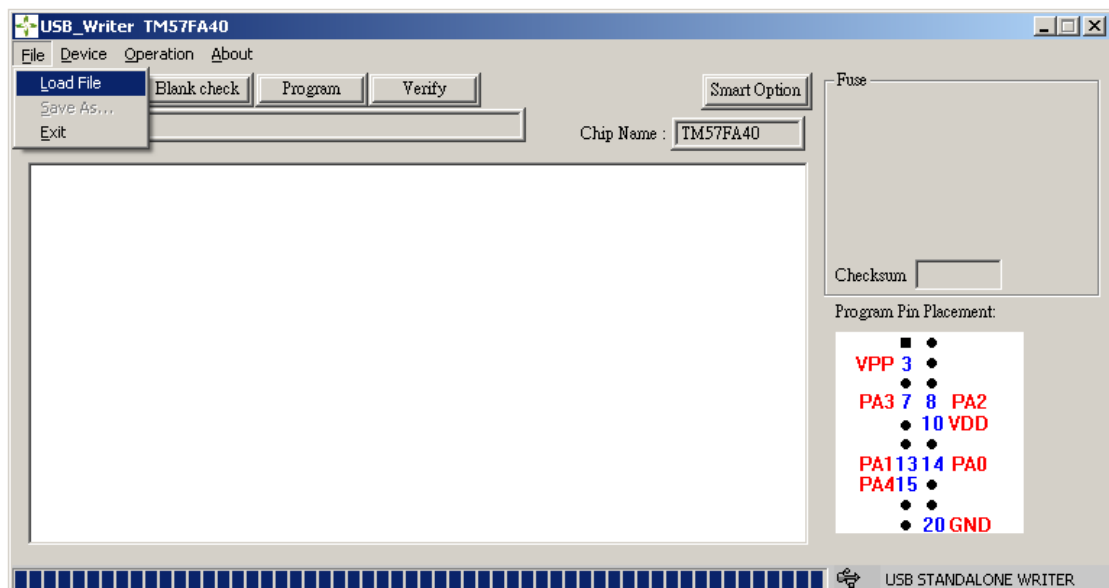 USB_Writer TM57FA40
File Device Operation About
Load File
Save As...
Exit
Blank check Program Verify Smart Option
Chip Name : TM57FA40
Fuse
Checksum
Program Pin Placement:
VPP 3
PA3 7 8 PA2
10 VDD
PA1 13 14 PA0
PA4 15
20 GND
USB STANDALONE WRITER